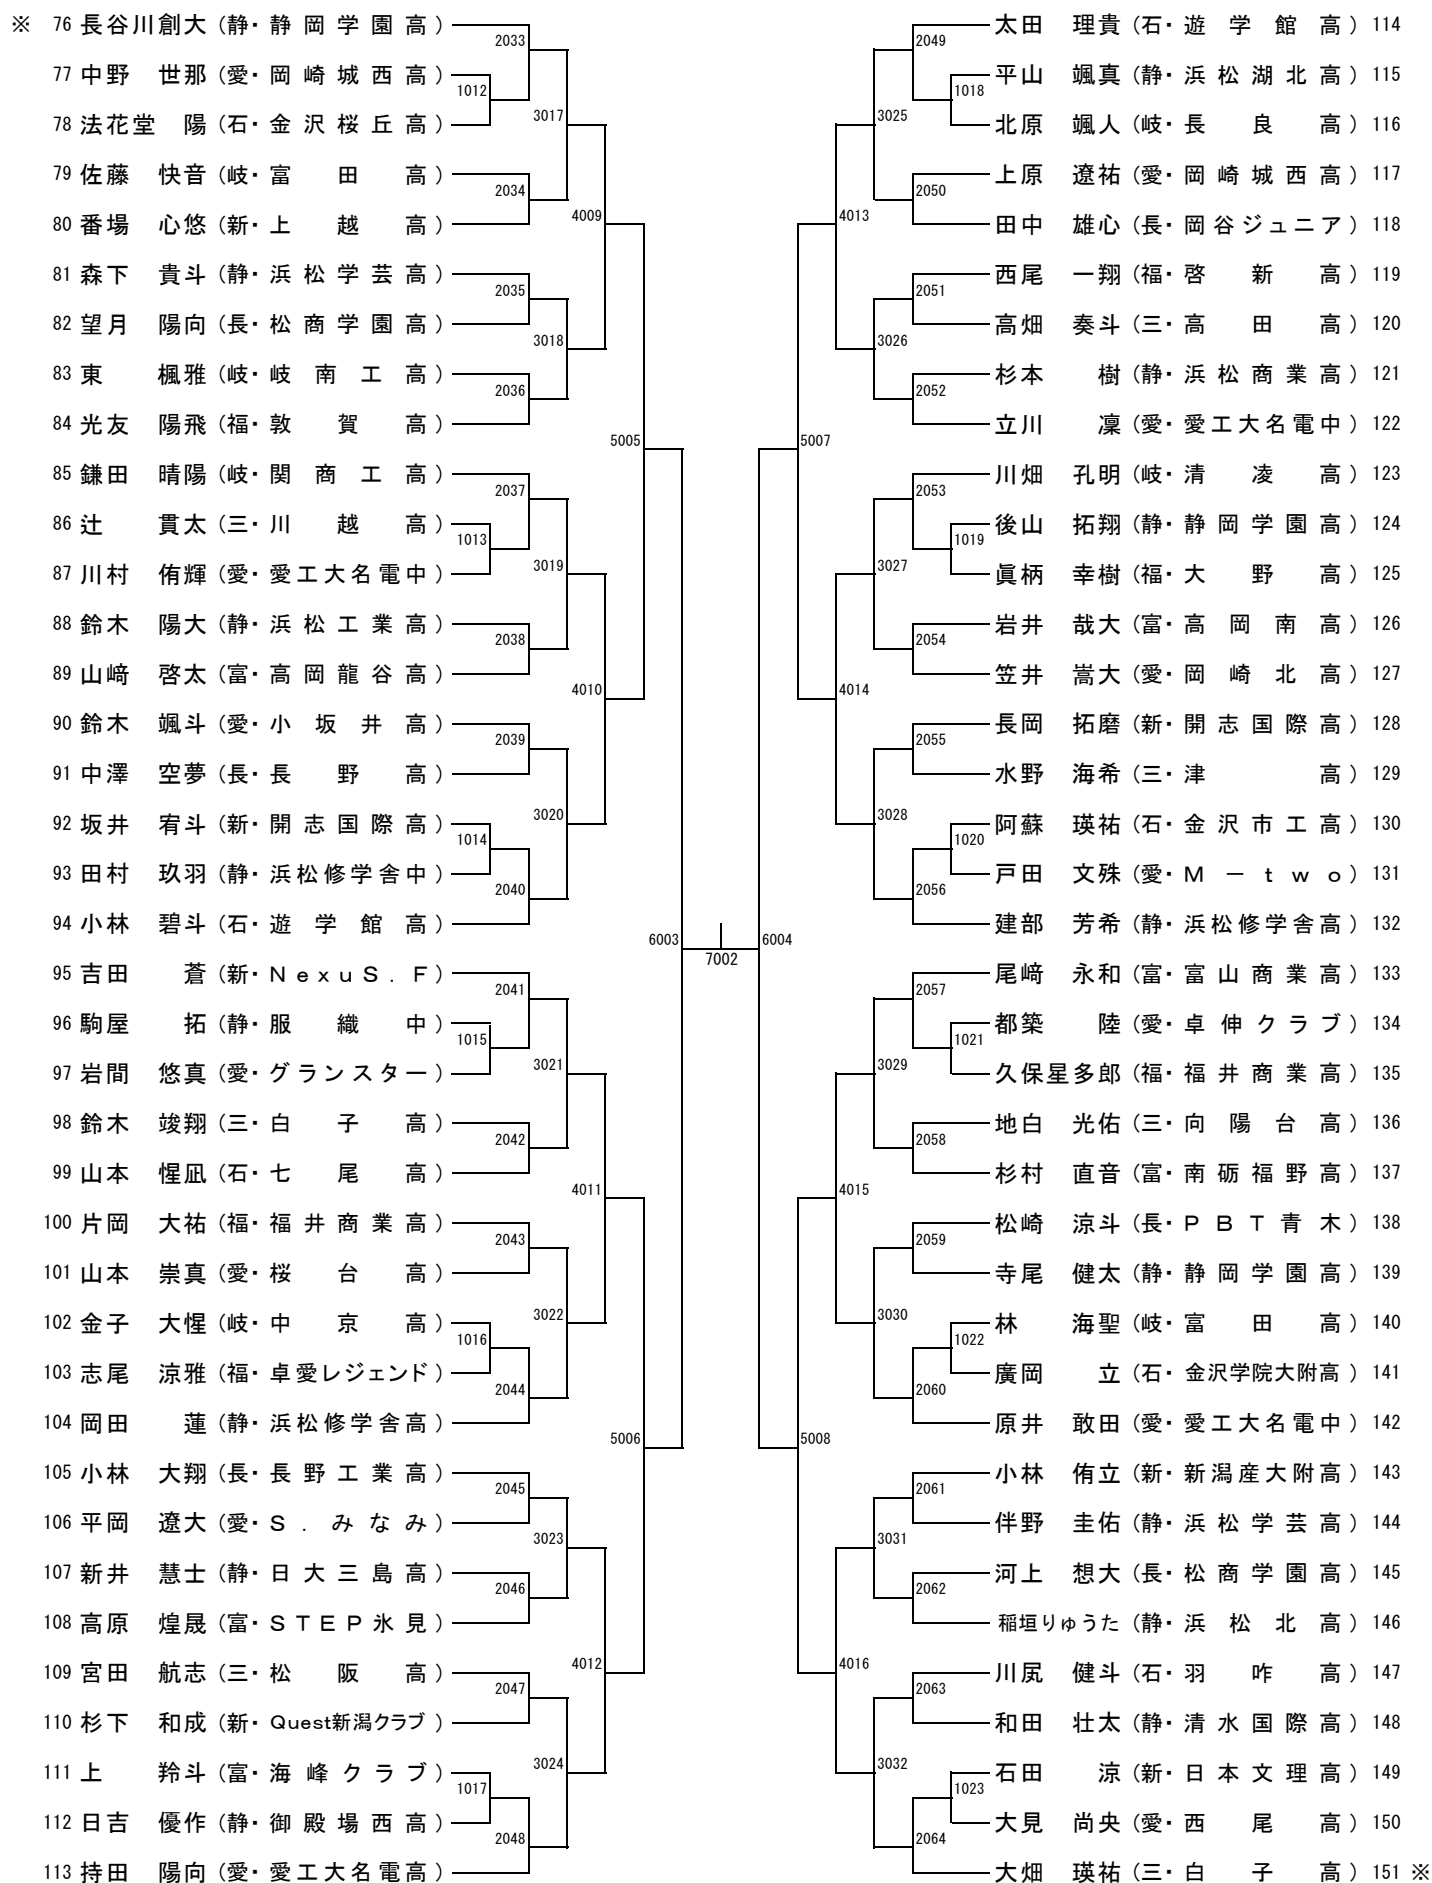 ※ 76 長谷川創大 (静・静岡学園高)
2033
77 中野 世那 (愛・岡崎城西高)
1012
78 法花堂 陽 (石・金沢桜丘高)
3017
79 佐藤 快音 (岐・富田高)
2034
80 番場 心悠 (新・上越高)
4009
81 森下 貴斗 (静・浜松学芸高)
2035
82 望月 陽向 (長・松商学園高)
3018
83 東 楓雅 (岐・岐南工高)
2036
84 光友 陽飛 (福・敦賀高)
5005
85 鎌田 晴陽 (岐・関商工高)
2037
86 辻 貫太 (三・川越高)
1013
87 川村 侑輝 (愛・愛工大名電中)
3019
88 鈴木 陽大 (静・浜松工業高)
2038
89 山﨑 啓太 (富・高岡龍谷高)
4010
90 鈴木 颯斗 (愛・小坂井高)
2039
91 中澤 空夢 (長・長野高)
3020
92 坂井 宥斗 (新・開志国際高)
1014
93 田村 玖羽 (静・浜松修学舎中)
2040
94 小林 碧斗 (石・遊学館高)
6003
95 吉田 蒼 (新・NexuS.F)
2041
96 駒屋 拓 (静・服織中)
1015
97 岩間 悠真 (愛・グランスター)
3021
98 鈴木 竣翔 (三・白子高)
2042
99 山本 惺凪 (石・七尾高)
4011
100 片岡 大祐 (福・福井商業高)
2043
101 山本 崇真 (愛・桜台高)
3022
102 金子 大惺 (岐・中京高)
1016
103 志尾 涼雅 (福・卓愛レジェンド)
2044
104 岡田 蓮 (静・浜松修学舎高)
5006
105 小林 大翔 (長・長野工業高)
2045
106 平岡 遼大 (愛・S.みなみ)
3023
107 新井 慧士 (静・日大三島高)
2046
108 高原 煌晟 (富・STEP氷見)
4012
109 宮田 航志 (三・松阪高)
2047
110 杉下 和成 (新・Quest新潟クラブ)
3024
111 上 羚斗 (富・海峰クラブ)
1017
112 日吉 優作 (静・御殿場西高)
2048
113 持田 陽向 (愛・愛工大名電高)
7002
太田 理貴 (石・遊学館高) 114
2049
平山 颯真 (静・浜松湖北高) 115
1018
北原 颯人 (岐・長良高) 116
3025
上原 遼祐 (愛・岡崎城西高) 117
2050
田中 雄心 (長・岡谷ジュニア) 118
4013
西尾 一翔 (福・啓新高) 119
2051
高畑 奏斗 (三・高田高) 120
3026
杉本 樹 (静・浜松商業高) 121
2052
立川 凜 (愛・愛工大名電中) 122
5007
川畑 孔明 (岐・清凌高) 123
2053
後山 拓翔 (静・静岡学園高) 124
1019
眞柄 幸樹 (福・大野高) 125
3027
岩井 哉大 (富・高岡南高) 126
2054
笠井 嵩大 (愛・岡崎北高) 127
4014
長岡 拓磨 (新・開志国際高) 128
2055
水野 海希 (三・津高) 129
3028
阿蘇 瑛祐 (石・金沢市工高) 130
1020
戸田 文殊 (愛・M－two) 131
2056
建部 芳希 (静・浜松修学舎高) 132
6004
尾﨑 永和 (富・富山商業高) 133
2057
都築 陸 (愛・卓伸クラブ) 134
1021
久保星多郎 (福・福井商業高) 135
3029
地白 光佑 (三・向陽台高) 136
2058
杉村 直音 (富・南砺福野高) 137
4015
松崎 涼斗 (長・PBT青木) 138
2059
寺尾 健太 (静・静岡学園高) 139
3030
林 海聖 (岐・富田高) 140
1022
廣岡 立 (石・金沢学院大附高) 141
2060
原井 敢田 (愛・愛工大名電中) 142
5008
小林 侑立 (新・新潟産大附高) 143
2061
伴野 圭佑 (静・浜松学芸高) 144
3031
河上 想大 (長・松商学園高) 145
2062
稲垣りゅうた (静・浜松北高) 146
4016
川尻 健斗 (石・羽咋高) 147
2063
和田 壮太 (静・清水国際高) 148
3032
石田 涼 (新・日本文理高) 149
1023
大見 尚央 (愛・西尾高) 150
2064
大畑 瑛祐 (三・白子高) 151 ※